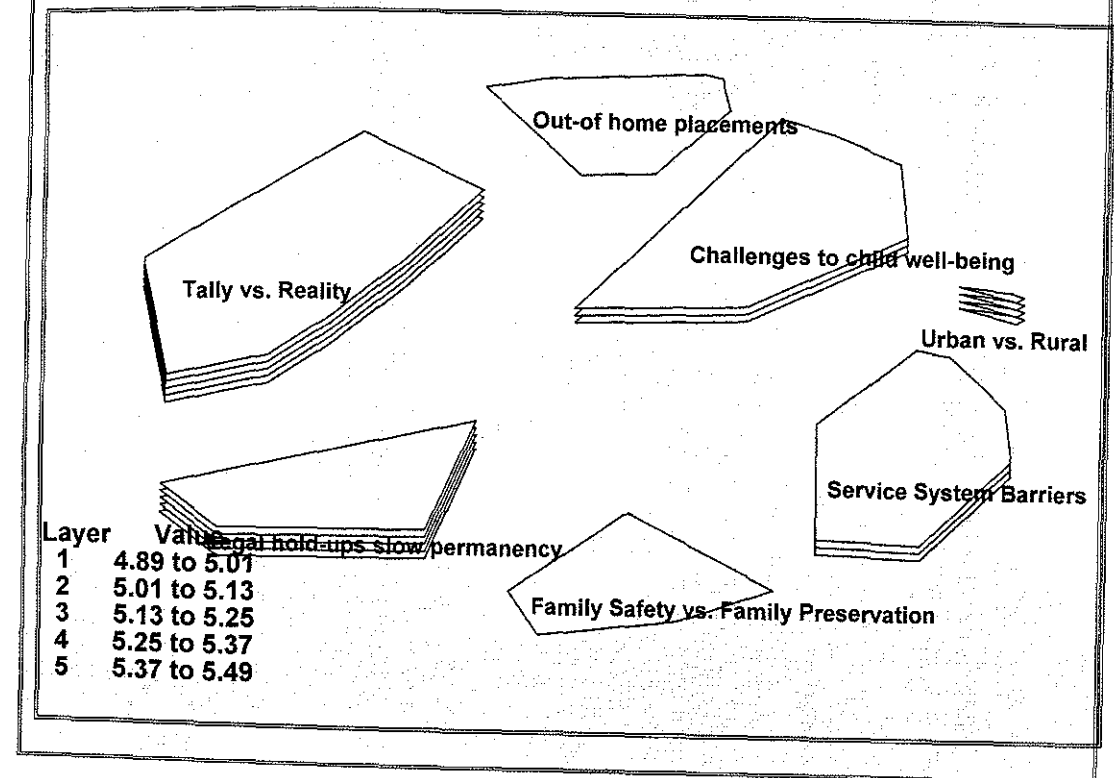 Out-of home placements
Challenges to child well-being
Tally vs. Reality
Urban vs. Rural
Service System Barriers
Legal hold-ups slow permanency
Family Safety vs. Family Preservation
Layer Value
1 4.89 to 5.01
2 5.01 to 5.13
3 5.13 to 5.25
4 5.25 to 5.37
5 5.37 to 5.49